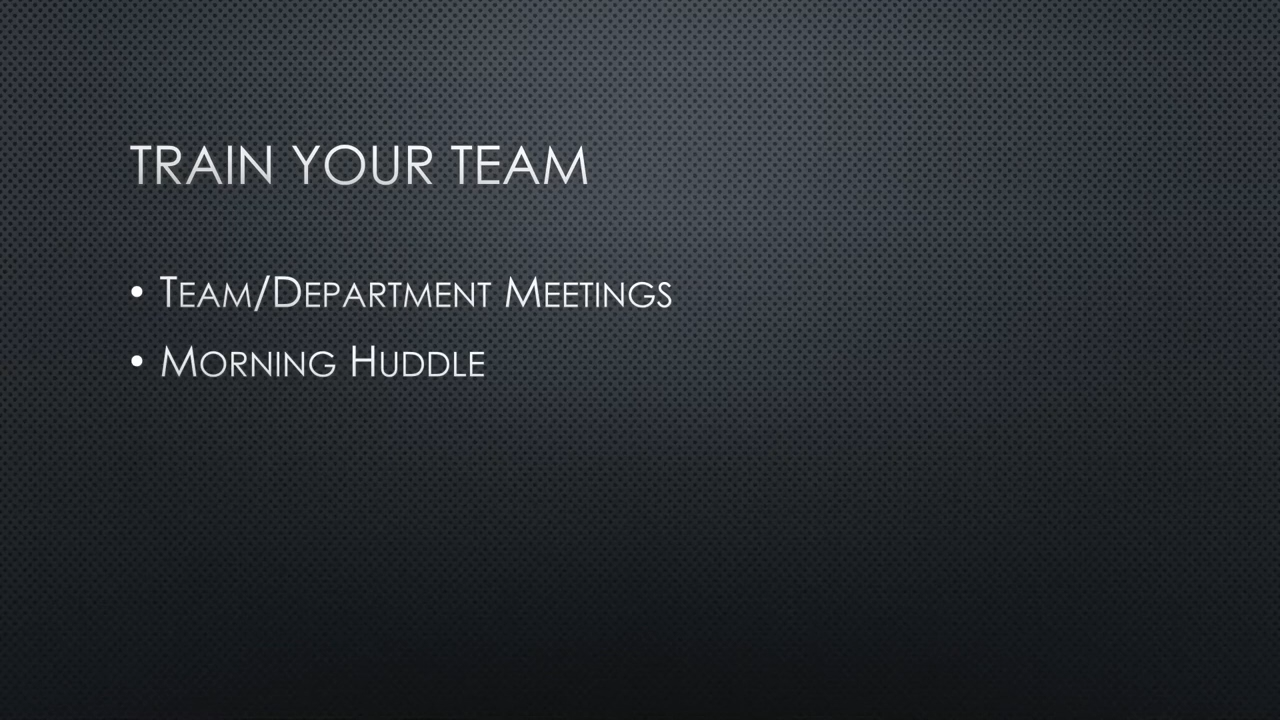 TRAIN YOUR TEAM
• TEAM/DEPARTMENT MEETINGS
• MORNING HUDDLE